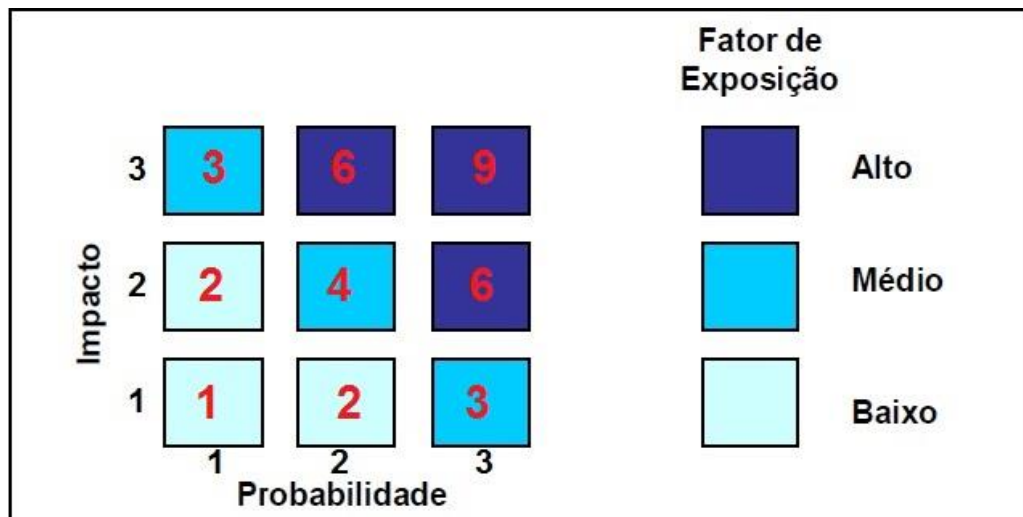 Fator de
Exposição
3 3 6 9 Alto
Impacto
2 2 4 6 Médio
1 1 2 3 Baixo
1 2 3
Probabilidade